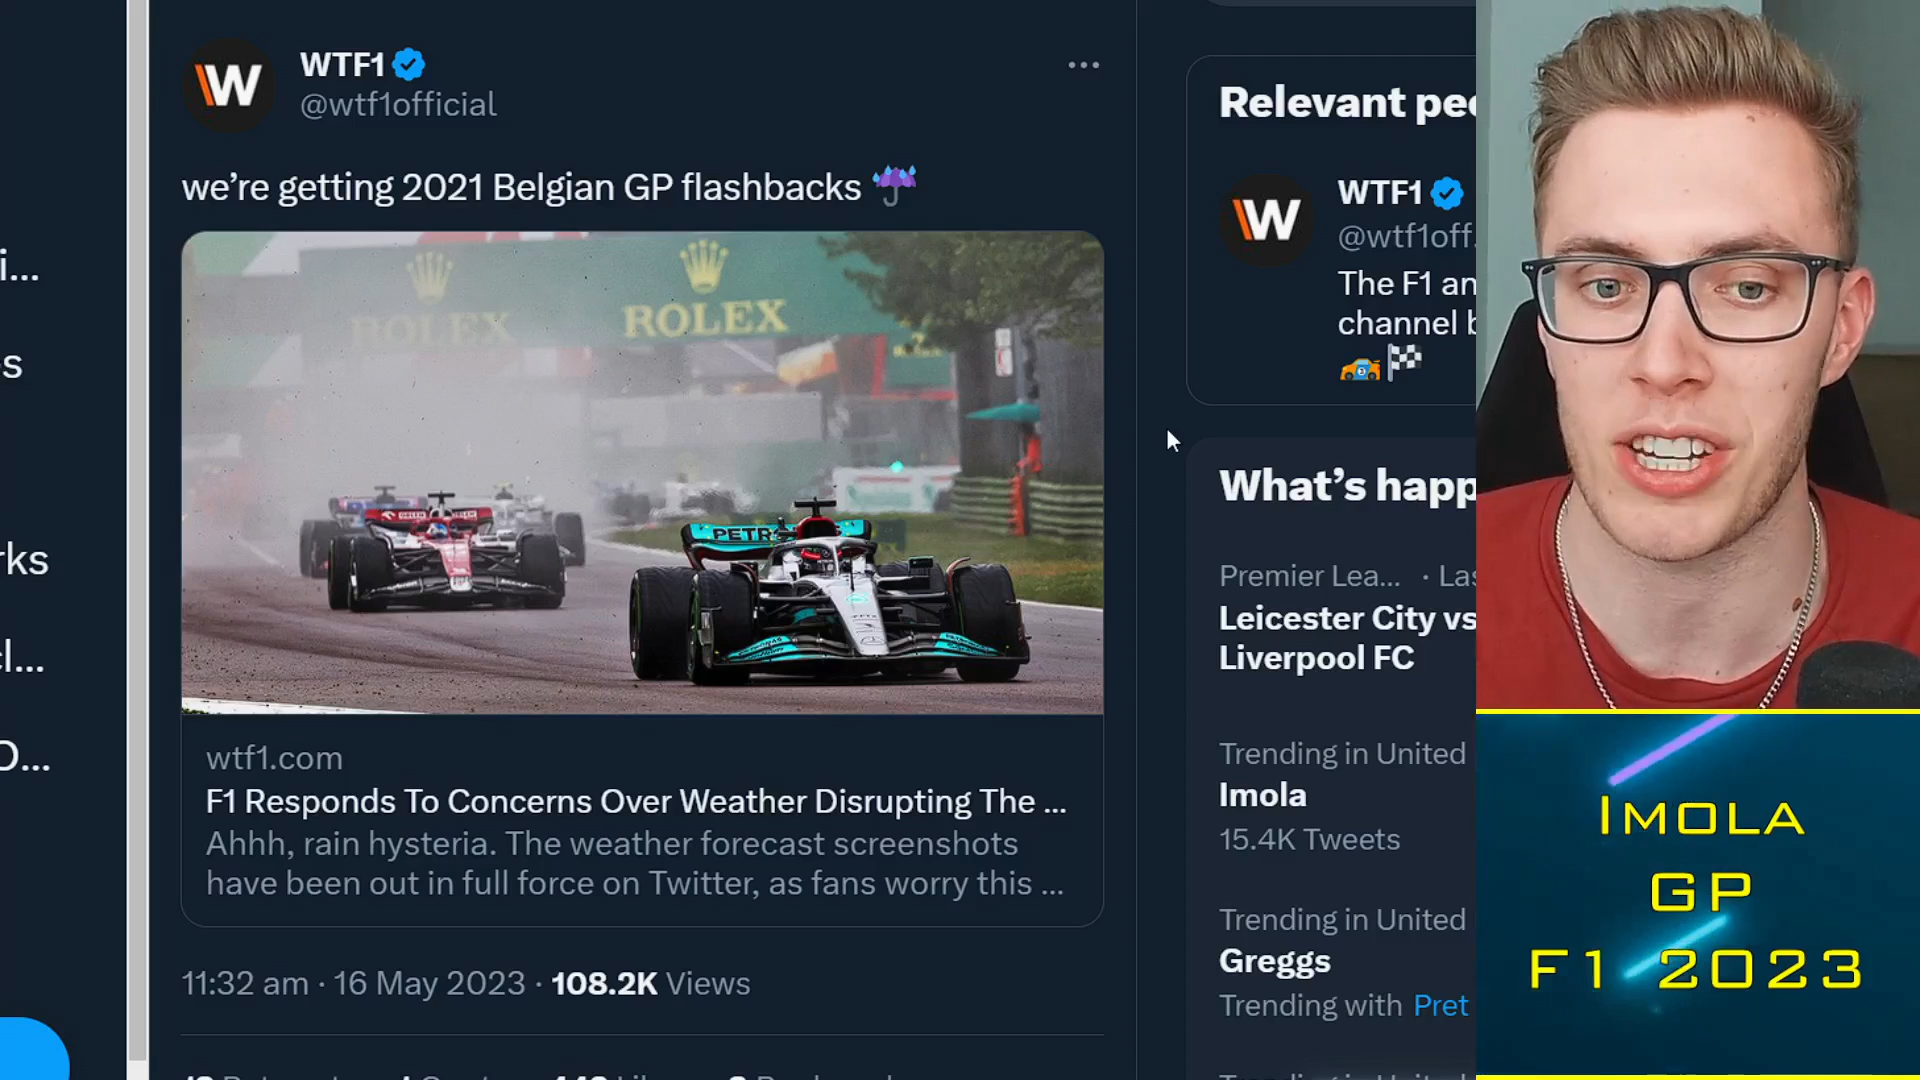 WTF1
@wtf1official
we're getting 2021 Belgian GP flashbacks
ROLEX
ROLEX
PETR
wtf1.com
F1 Responds To Concerns Over Weather Disrupting The ...
Ahhh, rain hysteria. The weather forecast screenshots
have been out in full force on Twitter, as fans worry this ...
11:32 am · 16 May 2023 · 108.2K Views
i...
s
rks
cl...
D...
Relevant peo
WTF1
@wtf1off.
The F1 an
channel b
What's happ
Premier Lea... · Las
Leicester City vs
Liverpool FC
Trending in United
Imola
15.4K Tweets
Trending in United
Greggs
Trending with Pret
IMOLA
GP
F1 2023